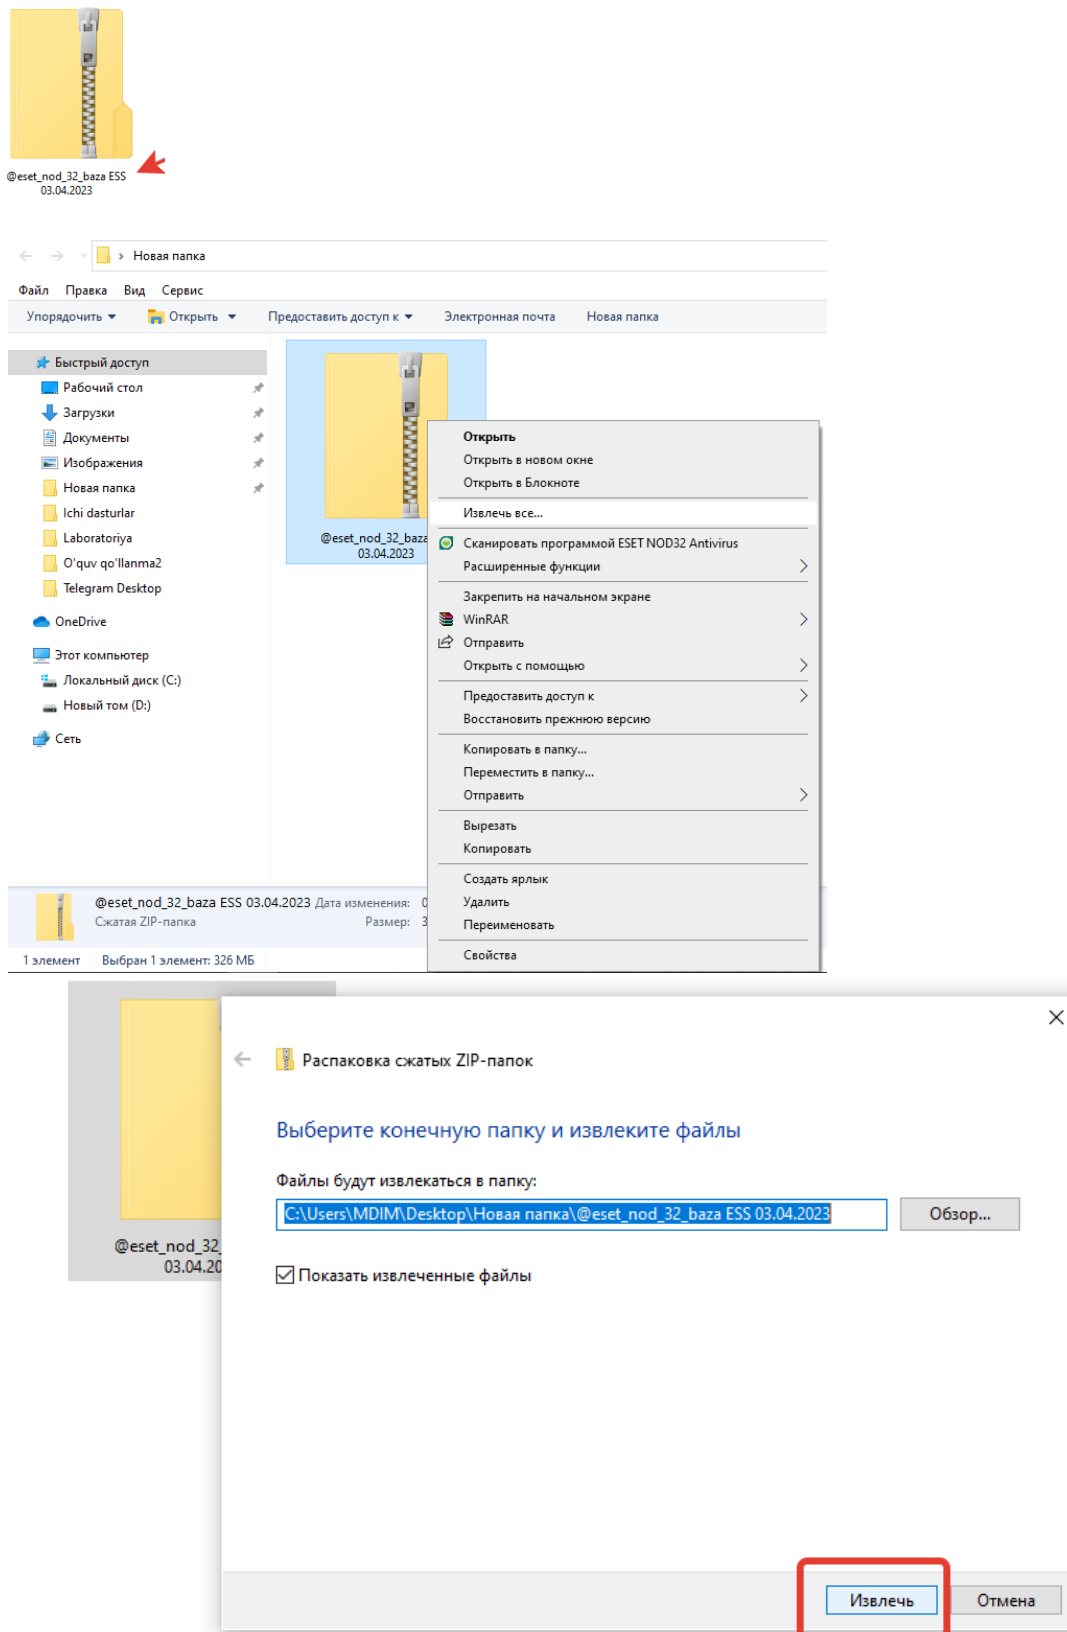 @eset_nod_32_baza ESS
03.04.2023
Новая папка
Файл Правка Вид Сервис
Упорядочить Открыть Предоставить доступ к Электронная почта Новая папка
Быстрый доступ
Рабочий стол
Загрузки
Документы
Изображения
Новая папка
Ichi dasturlar
Laboratoriya
O'quv qo'llanma2
Telegram Desktop
OneDrive
Этот компьютер
Локальный диск (C:)
Новый том (D:)
Сеть
@eset_nod_32_baza
03.04.2023
Открыть
Открыть в новом окне
Открыть в Блокноте
Извлечь все...
Сканировать программой ESET NOD32 Antivirus
Расширенные функции
Закрепить на начальном экране
WinRAR
Отправить
Открыть с помощью
Предоставить доступ к
Восстановить прежнюю версию
Копировать в папку...
Переместить в папку...
Отправить
Вырезать
Копировать
Создать ярлык
Удалить
Переименовать
Свойства
@eset_nod_32_baza ESS 03.04.2023 Дата изменения: 0
Сжатая ZIP-папка Размер: 3
1 элемент Выбран 1 элемент: 326 МБ
@eset_nod_32_
03.04.20
Распаковка сжатых ZIP-папок
Выберите конечную папку и извлеките файлы
Файлы будут извлекаться в папку:
C:\Users\MDIM\Desktop\Новая папка\@eset_nod_32_baza ESS 03.04.2023
Обзор...
Показать извлеченные файлы
Извлечь Отмена